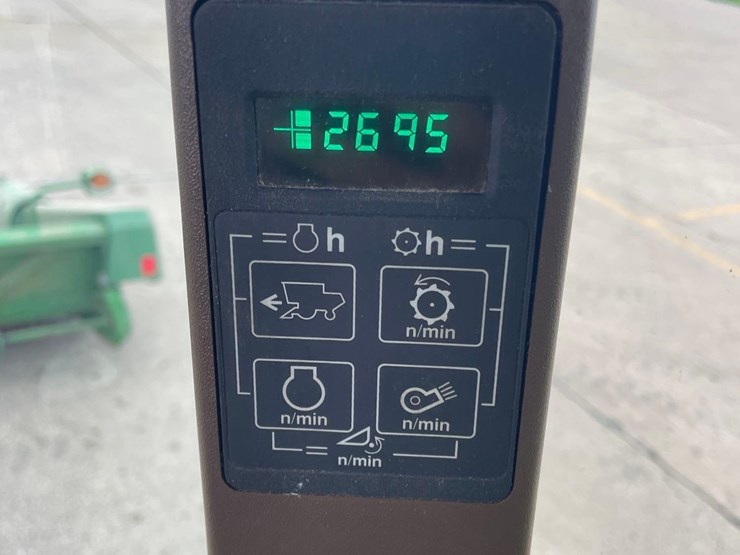 2695
= h h =
n/min
n/min n/min
=
n/min